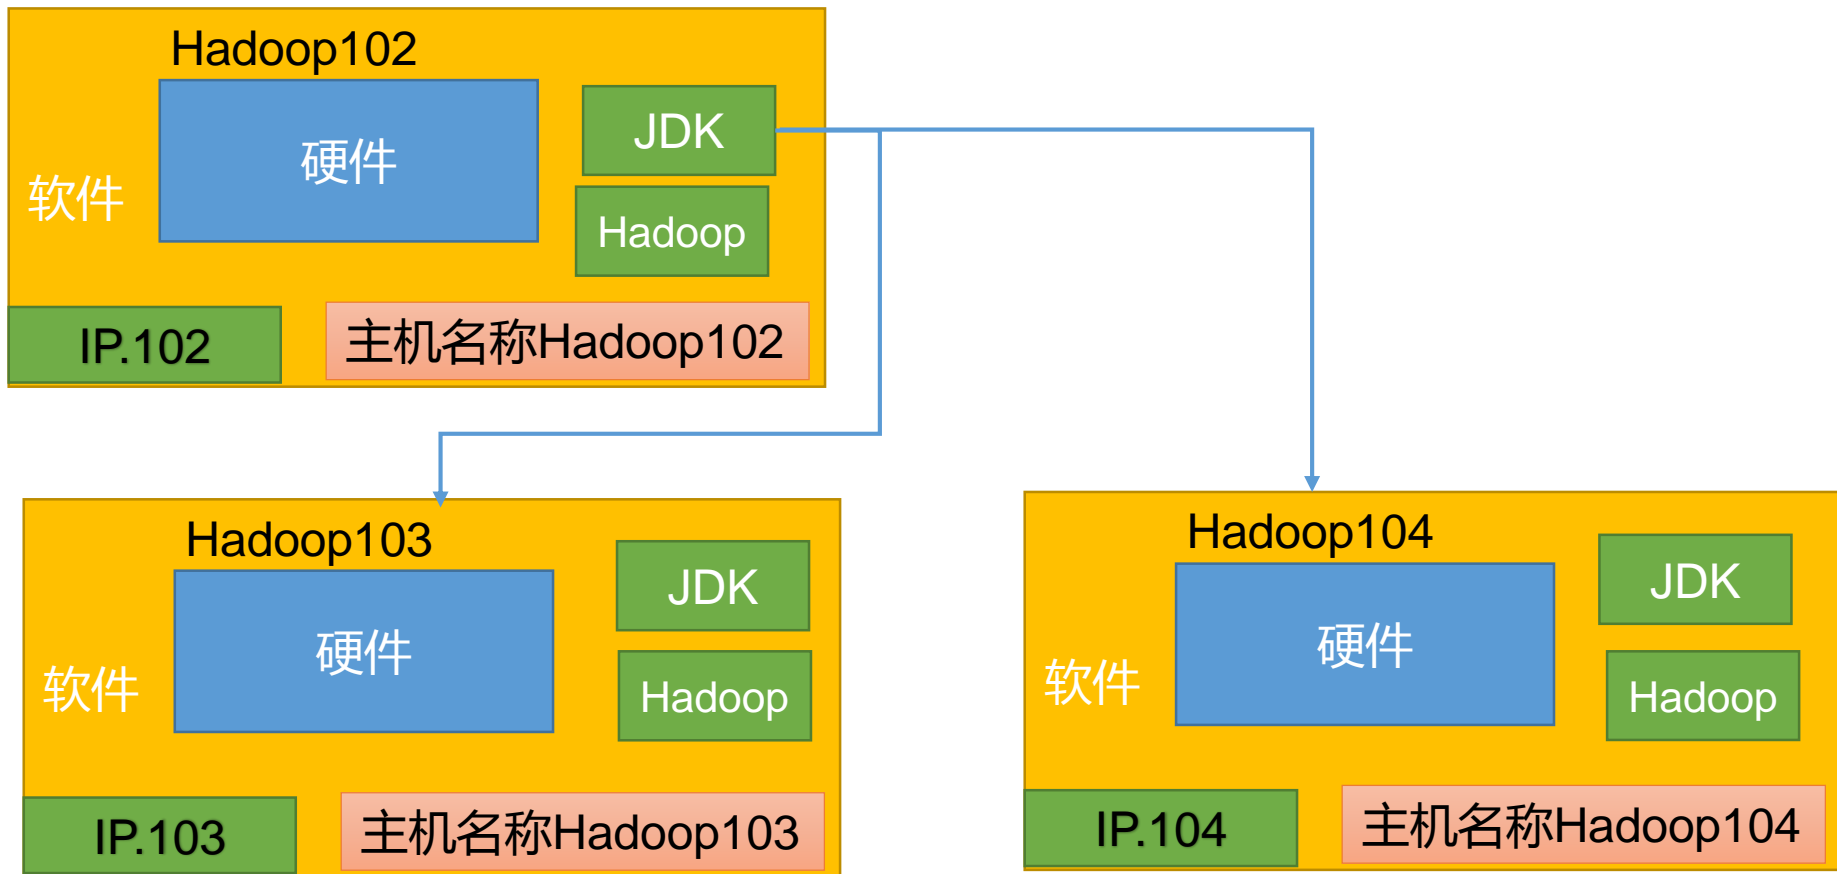 Hadoop102
硬件
JDK
软件
Hadoop
IP.102
主机名称Hadoop102
Hadoop103
硬件
JDK
软件
Hadoop
IP.103
主机名称Hadoop103
Hadoop104
硬件
JDK
软件
Hadoop
IP.104
主机名称Hadoop104